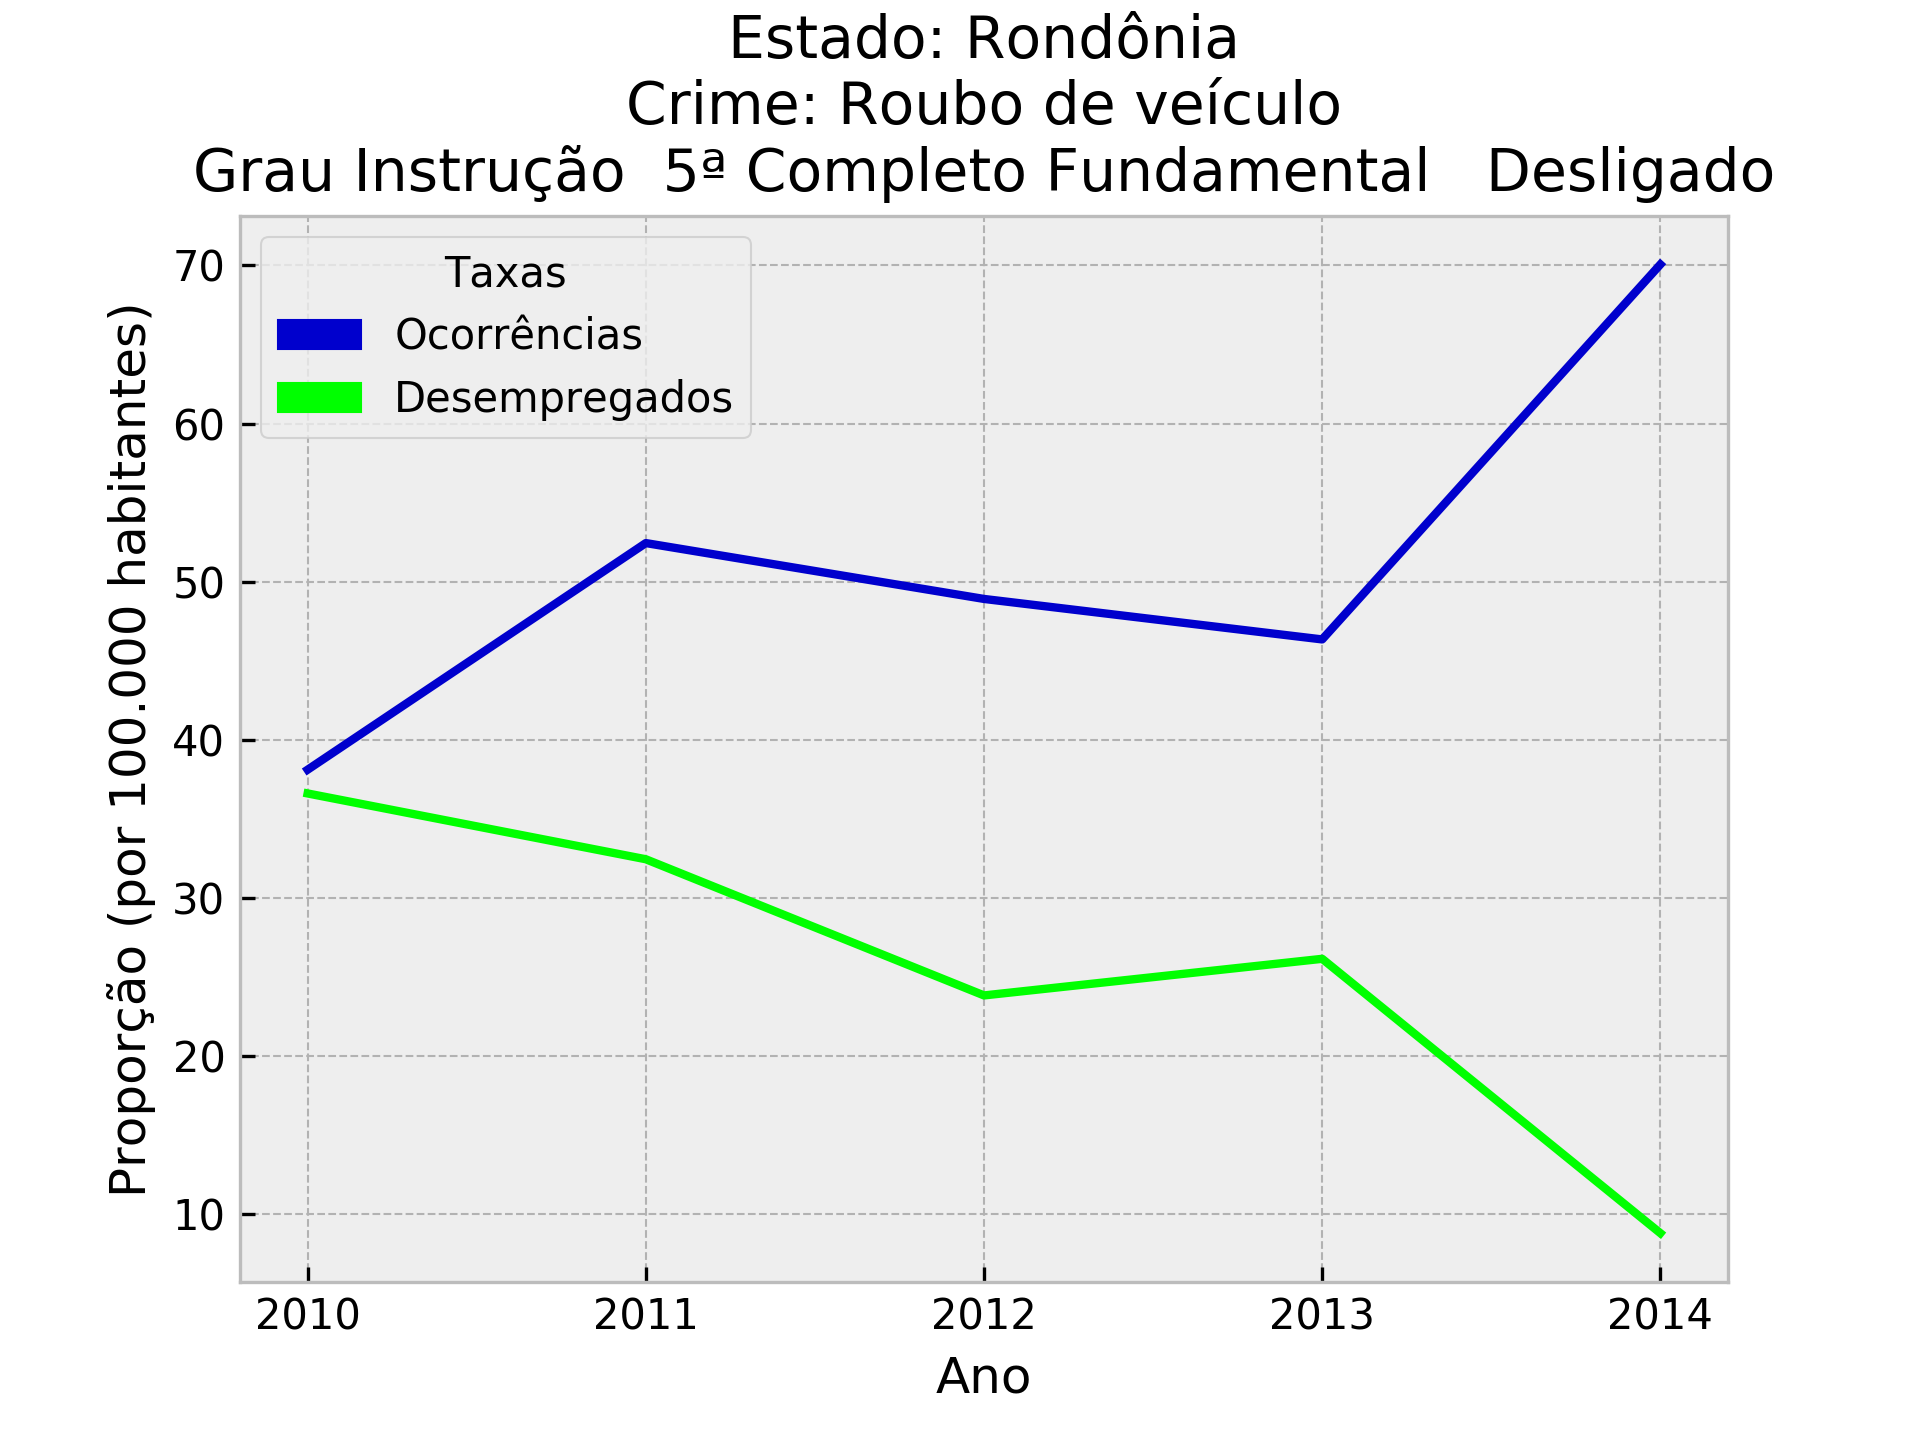 Estado: Rondônia
Crime: Roubo de veículo
Grau Instrução  5ª Completo Fundamental   Desligado
Taxas
Ocorrências
Desempregados
Proporção (por 100.000 habitantes)
70
60
50
40
30
20
10
2010 2011 2012 2013 2014
Ano